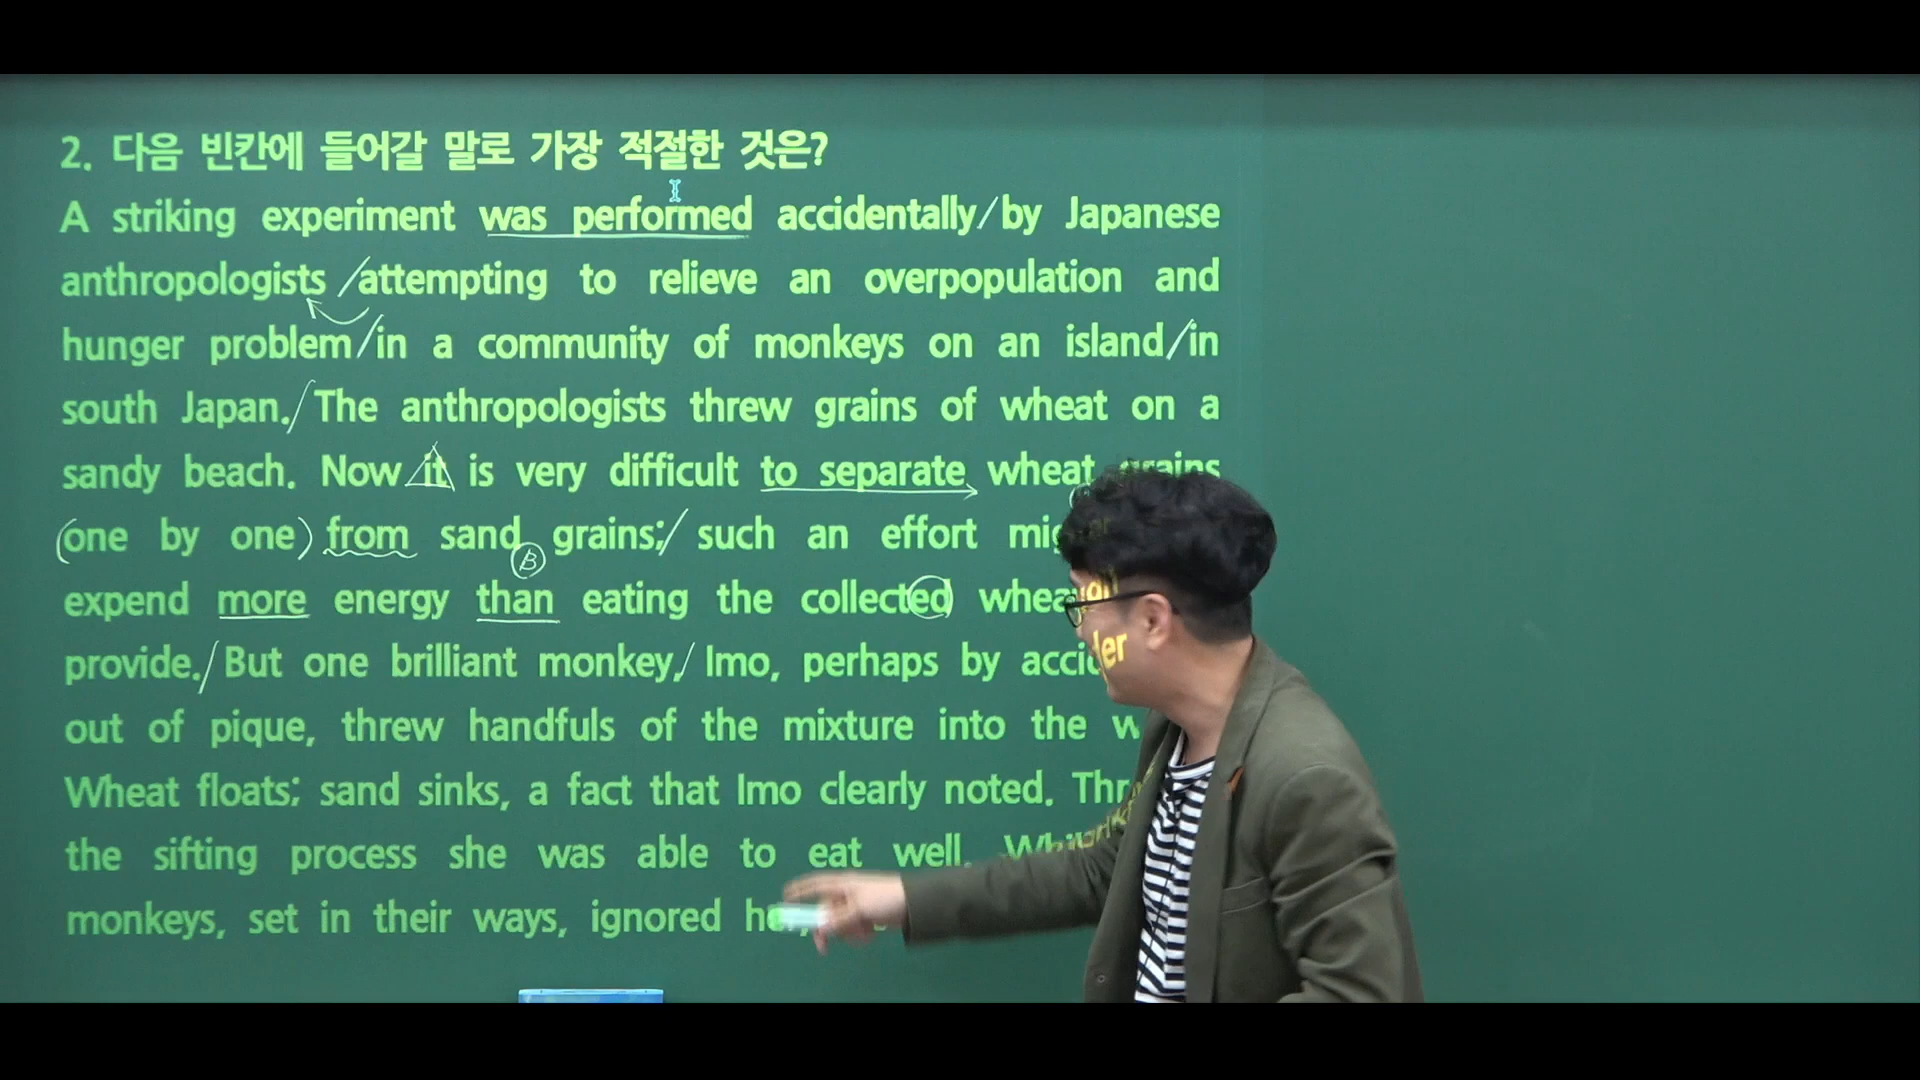 2. 다음 빈칸에 들어갈 말로 가장 적절한 것은?
A striking experiment was performed accidentally/by Japanese
anthropologists /attempting to relieve an overpopulation and
hunger problem/in a community of monkeys on an island/in
south Japan./The anthropologists threw grains of wheat on a
sandy beach. Now it is very difficult to separate wheat grains
(one by one) from sand grains;/ such an effort
B
expend more energy than eating the collected
provide./But one brilliant monkey,/ Imo, perhaps by
out of pique, threw handfuls of the mixture into the
Wheat floats; sand sinks, a fact that Imo clearly noted.
the sifting process she was able to eat well.
monkeys, set in their ways, ignored